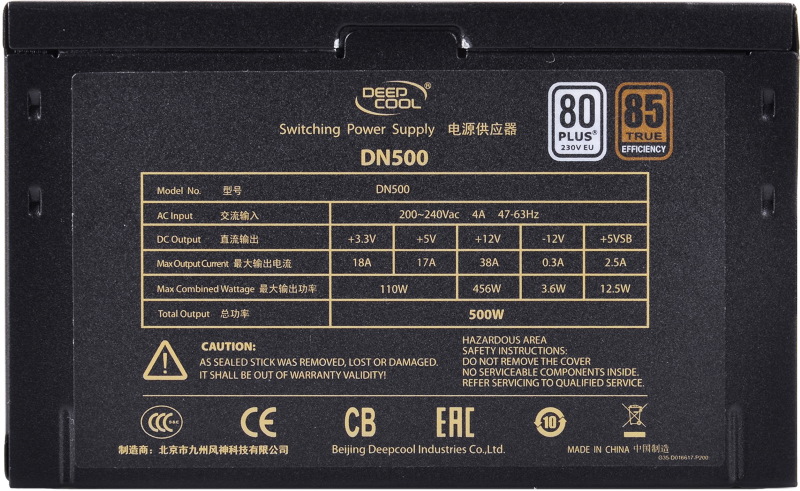 DEEP COOL®
Switching Power Supply 电源供应器
80 PLUS® 230V EU
85 TRUE EFFICIENCY
DN500
Model No. 型号 DN500
AC Input 交流输入 200~240Vac 4A 47-63Hz
DC Output 直流输出 +3.3V +5V +12V -12V +5VSB
Max Output Current 最大输出电流 18A 17A 38A 0.3A 2.5A
Max Combined Wattage 最大输出功率 110W 456W 3.6W 12.5W
Total Output 总功率 500W
CAUTION:
AS SEALED STICK WAS REMOVED, LOST OR DAMAGED.
IT SHALL BE OUT OF WARRANTY VALIDITY!
HAZARDOUS AREA
SAFETY INSTRUCTIONS:
DO NOT REMOVE THE COVER
NO SERVICEABLE COMPONENTS INSIDE.
REFER SERVICING TO QUALIFIED SERVICE.
CCC S&E CE CB EAC 10
制造商：北京市九州风神科技有限公司 Beijing Deepcool Industries Co.,Ltd. MADE IN CHINA 中国制造
G35-D016617-P200